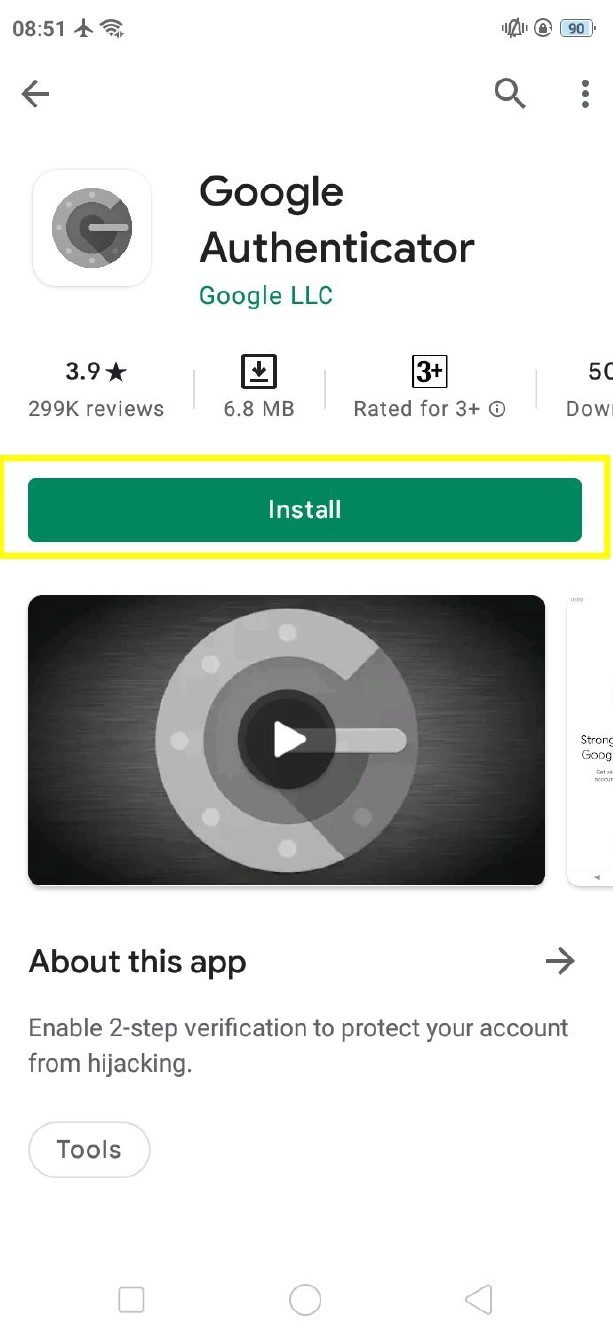 08:51
90
Google
Authenticator
Google LLC
3.9★
299K reviews
6.8 MB
3+
Rated for 3+
50
Dow
Install
Strong
Goog
About this app
Enable 2-step verification to protect your account
from hijacking.
Tools